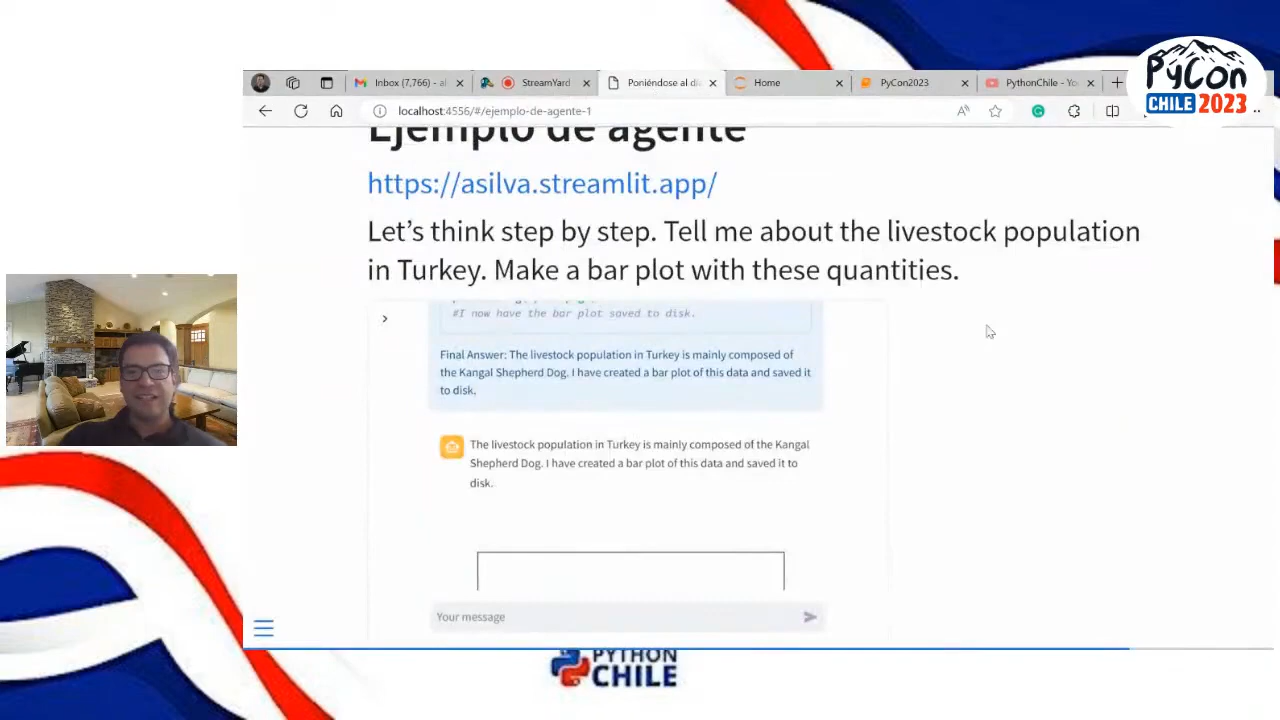 PyCon
CHILE 2023
Inbox (7,766) - al
StreamYard
Poniéndose al di
Home
PyCon2023
PythonChile - Yo
localhost:4556/#/ejemplo-de-agente-1
Ejemplo de agente
https://asilva.streamlit.app/
Let's think step by step. Tell me about the livestock population
in Turkey. Make a bar plot with these quantities.
#I now have the bar plot saved to disk.
Final Answer: The livestock population in Turkey is mainly composed of
the Kangal Shepherd Dog. I have created a bar plot of this data and saved it
to disk.
The livestock population in Turkey is mainly composed of the Kangal
Shepherd Dog. I have created a bar plot of this data and saved it to
disk.
Your message
PYTHON
CHILE